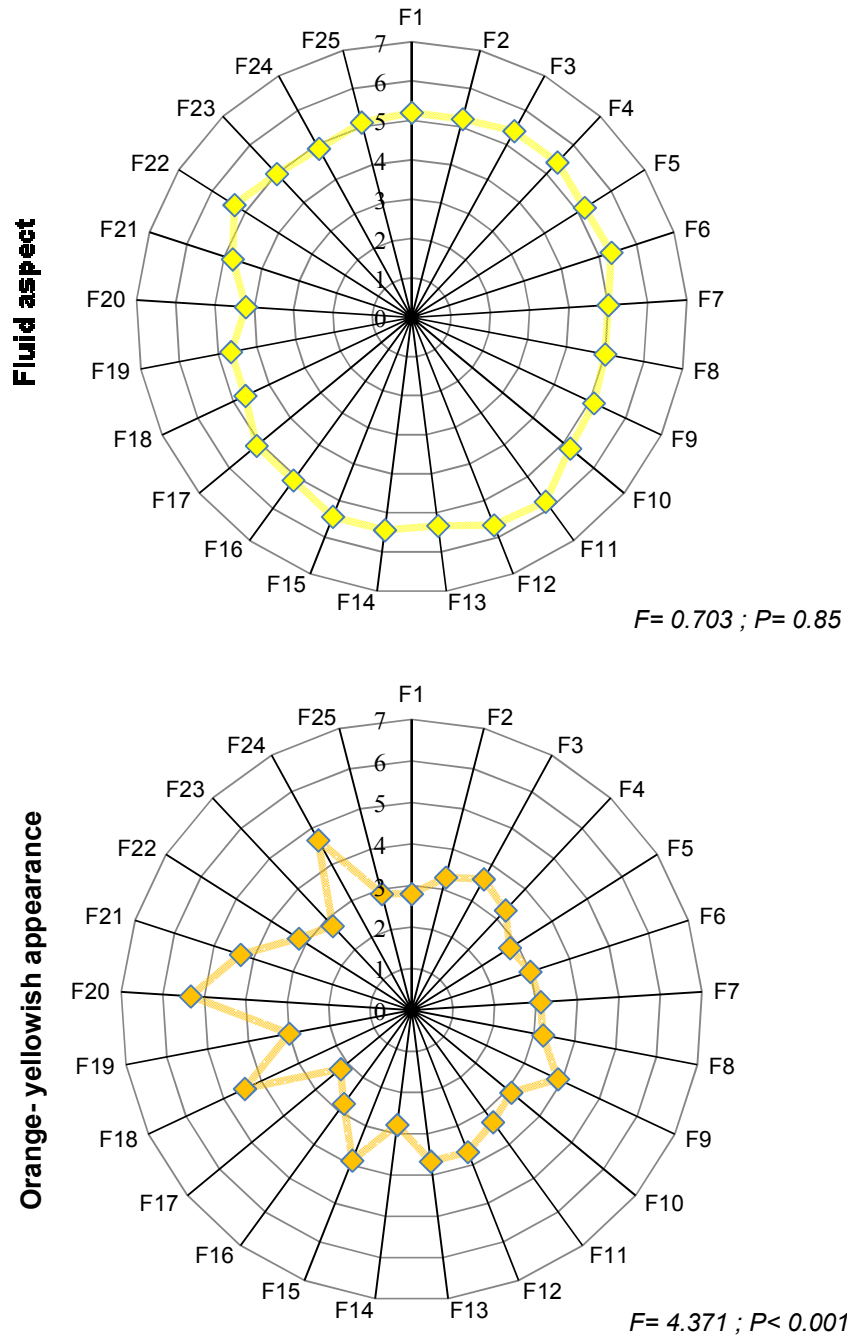 Fluid aspect
F1
F2
F3
F4
F5
F6
F7
F8
F9
F10
F11
F12
F13
F14
F15
F16
F17
F18
F19
F20
F21
F22
F23
F24
F25
7
6
5
4
3
2
1
0
F= 0.703 ; P= 0.85
Orange- yellowish appearance
F1
F2
F3
F4
F5
F6
F7
F8
F9
F10
F11
F12
F13
F14
F15
F16
F17
F18
F19
F20
F21
F22
F23
F24
F25
7
6
5
4
3
2
1
0
F= 4.371 ; P< 0.001